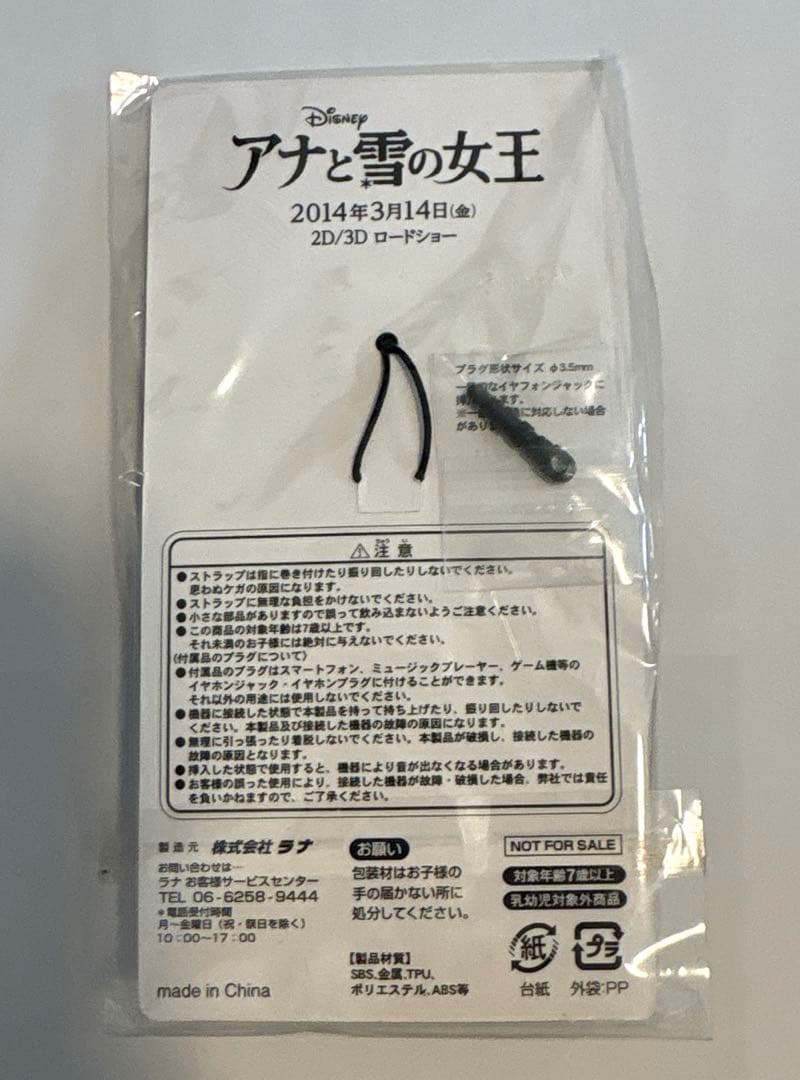 Disney
アナと雪の女王
2014年3月14日(金)
2D/3D ロードショー
プラグ形状サイズ φ3.5mm
なイヤフォンジャックに
ます。
に対応しない場合
があり
⚠注意
●ストラップは指に巻き付けたり振り回したりしないでください。
思わぬケガの原因になります。
●ストラップに無理な負担をかけないでください。
●小さな部品がありますので誤って飲み込まないようご注意ください。
●この商品の対象年齢は7歳以上です。
それ未満のお子様には絶対に与えないでください。
(付属品のプラグについて)
●付属品のプラグはスマートフォン、ミュージックプレーヤー、ゲーム機等の
イヤホンジャック・イヤホンプラグに付けることができます。
それ以外の用途には使用しないでください。
●機器に接続した状態で本製品を持って持ち上げたり、振り回したりしないで
ください。本製品及び接続した機器の故障の原因になります。
●無理に引っ張ったり着脱しないでください。本製品が破損し、接続した機器の
故障の原因となります。
●挿入した状態で使用すると、機器により音が出なくなる場合があります。
●お客様の誤った使用により、接続した機器が故障・破損した場合、弊社では責任
を負いかねますので、ご了承ください。
製造元 株式会社 ラナ
お問い合わせは…
ラナ お客様サービスセンター
TEL 06-6258-9444
*電話受付時間
月〜金曜日(祝・祭日を除く)
10:00〜17:00
made in China
お願い
包装材はお子様の
手の届かない所に
処分してください。
【製品材質】
SBS,金属,TPU,
ポリエステル,ABS等
NOT FOR SALE
対象年齢7歳以上
乳幼児対象外商品
紙
プラ
台紙
外袋:PP